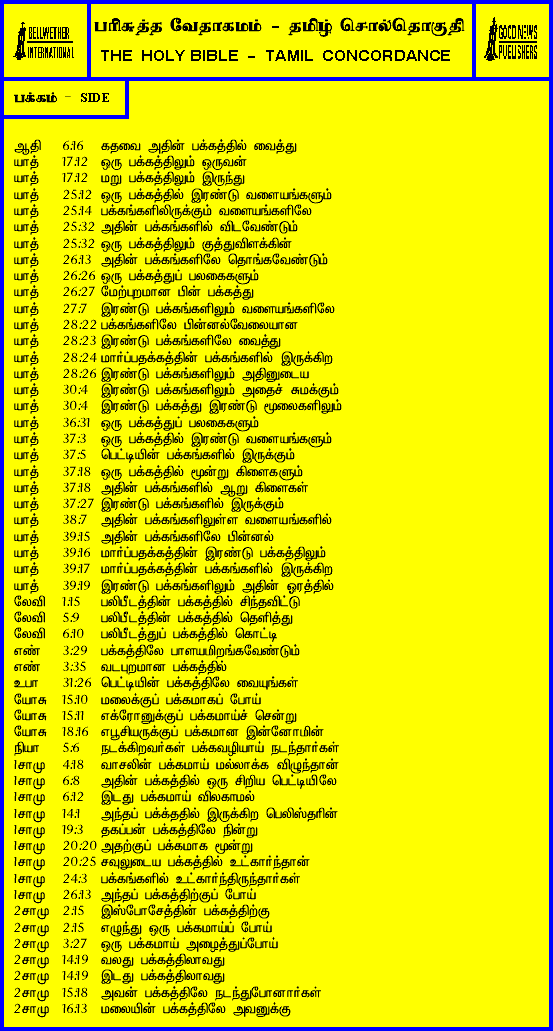 BELLWETHER
INTERNATIONAL
பரிசுத்த வேதாகமம் - தமிழ் சொல்தொகுதி
THE HOLY BIBLE - TAMIL CONCORDANCE
GOOD NEWS
PUBLISHERS
பக்கம் - SIDE
ஆதி 6:16 கதவை அதின் பக்கத்தில் வைத்து
யாத் 17:12 ஒரு பக்கத்திலும் ஒருவன்
யாத் 17:12 மறு பக்கத்திலும் இருந்து
யாத் 25:12 ஒரு பக்கத்தில் இரண்டு வளையங்களும்
யாத் 25:14 பக்கங்களிலிருக்கும் வளையங்களிலே
யாத் 25:32 அதின் பக்கங்களில் விடவேண்டும்
யாத் 25:32 ஒரு பக்கத்திலும் குத்துவிளக்கின்
யாத் 26:13 அதின் பக்கங்களிலே தொங்கவேண்டும்
யாத் 26:26 ஒரு பக்கத்துப் பலகைகளும்
யாத் 26:27 மேற்புறமான பின் பக்கத்து
யாத் 27:7 இரண்டு பக்கங்களிலும் வளையங்களிலே
யாத் 28:22 பக்கங்களிலே பின்னல்வேலையான
யாத் 28:23 இரண்டு பக்கங்களிலே வைத்து
யாத் 28:24 மார்ப்பதக்கத்தின் பக்கங்களில் இருக்கிற
யாத் 28:26 இரண்டு பக்கங்களிலும் அதினுடைய
யாத் 30:4 இரண்டு பக்கங்களிலும் அதைச் சுமக்கும்
யாத் 30:4 இரண்டு பக்கத்து இரண்டு மூலைகளிலும்
யாத் 36:31 ஒரு பக்கத்துப் பலகைகளும்
யாத் 37:3 ஒரு பக்கத்தில் இரண்டு வளையங்களும்
யாத் 37:5 பெட்டியின் பக்கங்களில் இருக்கும்
யாத் 37:18 ஒரு பக்கத்தில் மூன்று கிளைகளும்
யாத் 37:18 அதின் பக்கங்களில் ஆறு கிளைகள்
யாத் 37:27 இரண்டு பக்கங்களில் இருக்கும்
யாத் 38:7 அதின் பக்கங்களிலுள்ள வளையங்களில்
யாத் 39:15 அதின் பக்கங்களிலே பின்னல்
யாத் 39:16 மார்ப்பதக்கத்தின் இரண்டு பக்கத்திலும்
யாத் 39:17 மார்ப்பதக்கத்தின் பக்கங்களில் இருக்கிற
யாத் 39:19 இரண்டு பக்கங்களிலும் அதின் ஓரத்தில்
லேவி 1:15 பலிபீடத்தின் பக்கத்தில் சிந்தவிட்டு
லேவி 5:9 பலிபீடத்தின் பக்கத்தில் தெளித்து
லேவி 6:10 பலிபீடத்துப் பக்கத்தில் கொட்டி
எண் 3:29 பக்கத்திலே பாளயமிறங்கவேண்டும்
எண் 3:35 வடபுறமான பக்கத்தில்
உபா 31:26 பெட்டியின் பக்கத்திலே வையுங்கள்
யோசு 15:10 மலைக்குப் பக்கமாகப் போய்
யோசு 15:11 எக்ரோனுக்குப் பக்கமாய்ச் சென்று
யோசு 18:16 எபூசியருக்குப் பக்கமான இன்னோமின்
நியா 5:6 நடக்கிறவர்கள் பக்கவழியாய் நடந்தார்கள்
1சாமு 4:18 வாசலின் பக்கமாய் மல்லாக்க விழுந்தான்
1சாமு 6:8 அதின் பக்கத்தில் ஒரு சிறிய பெட்டியிலே
1சாமு 6:12 இடது பக்கமாய் விலகாமல்
1சாமு 14:1 அந்தப் பக்க்ததில் இருக்கிற பெலிஸ்தரின்
1சாமு 19:3 தகப்பன் பக்கத்திலே நின்று
1சாமு 20:20 அதற்குப் பக்கமாக மூன்று
1சாமு 20:25 சவுலுடைய பக்கத்தில் உட்கார்ந்தான்
1சாமு 24:3 பக்கங்களில் உட்கார்ந்திருந்தார்கள்
1சாமு 26:13 அந்தப் பக்கத்திற்குப் போய்
2சாமு 2:15 இஸ்போசேத்தின் பக்கத்திற்கு
2சாமு 2:15 எழுந்து ஒரு பக்கமாய்ப் போய்
2சாமு 3:27 ஒரு பக்கமாய் அழைத்துப்போய்
2சாமு 14:19 வலது பக்கத்திலாவது
2சாமு 14:19 இடது பக்கத்திலாவது
2சாமு 15:18 அவன் பக்கத்திலே நடந்துபோனார்கள்
2சாமு 16:13 மலையின் பக்கத்திலே அவனுக்கு